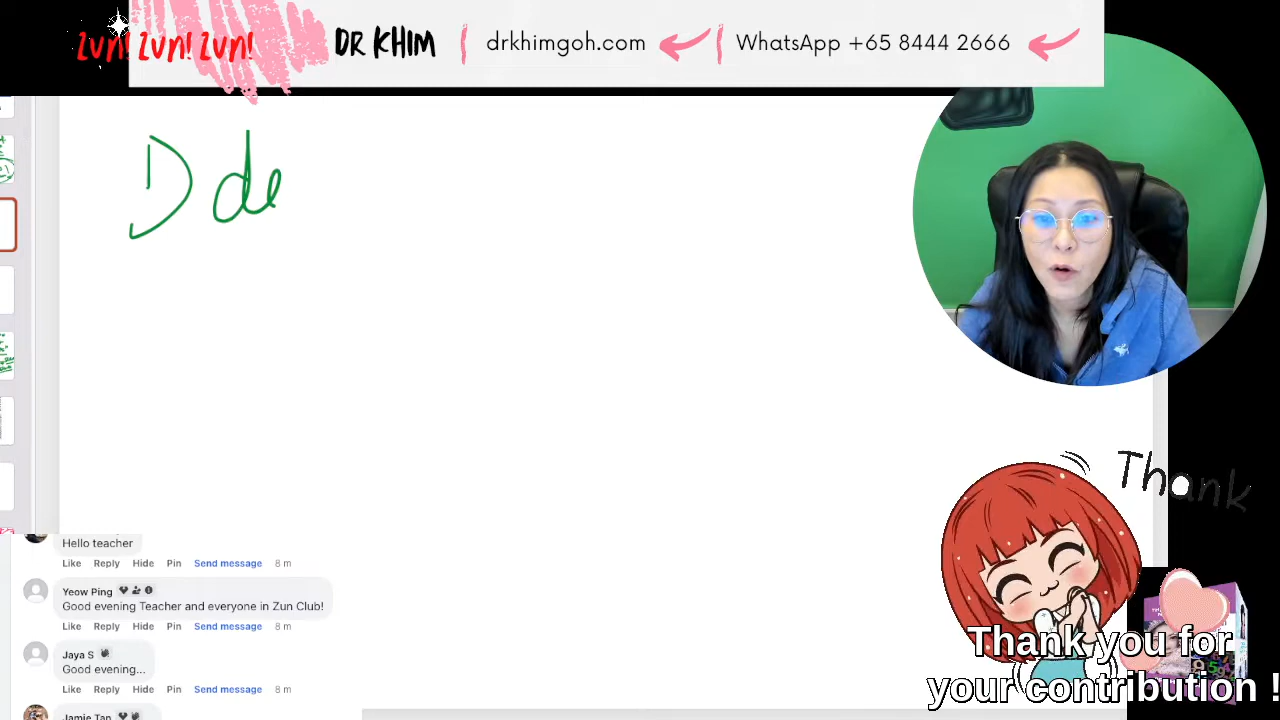 Zun! Zun! Zun! DR KHIM | drkhimgoh.com | WhatsApp +65 8444 2666
D de
Hello teacher
Like Reply Hide Pin Send message 8 m
Yeow Ping
Good evening Teacher and everyone in Zun Club!
Like Reply Hide Pin Send message 8 m
Jaya S
Good evening...
Like Reply Hide Pin Send message 8 m
Jamie Tan
Thank
Thank you for
your contribution !